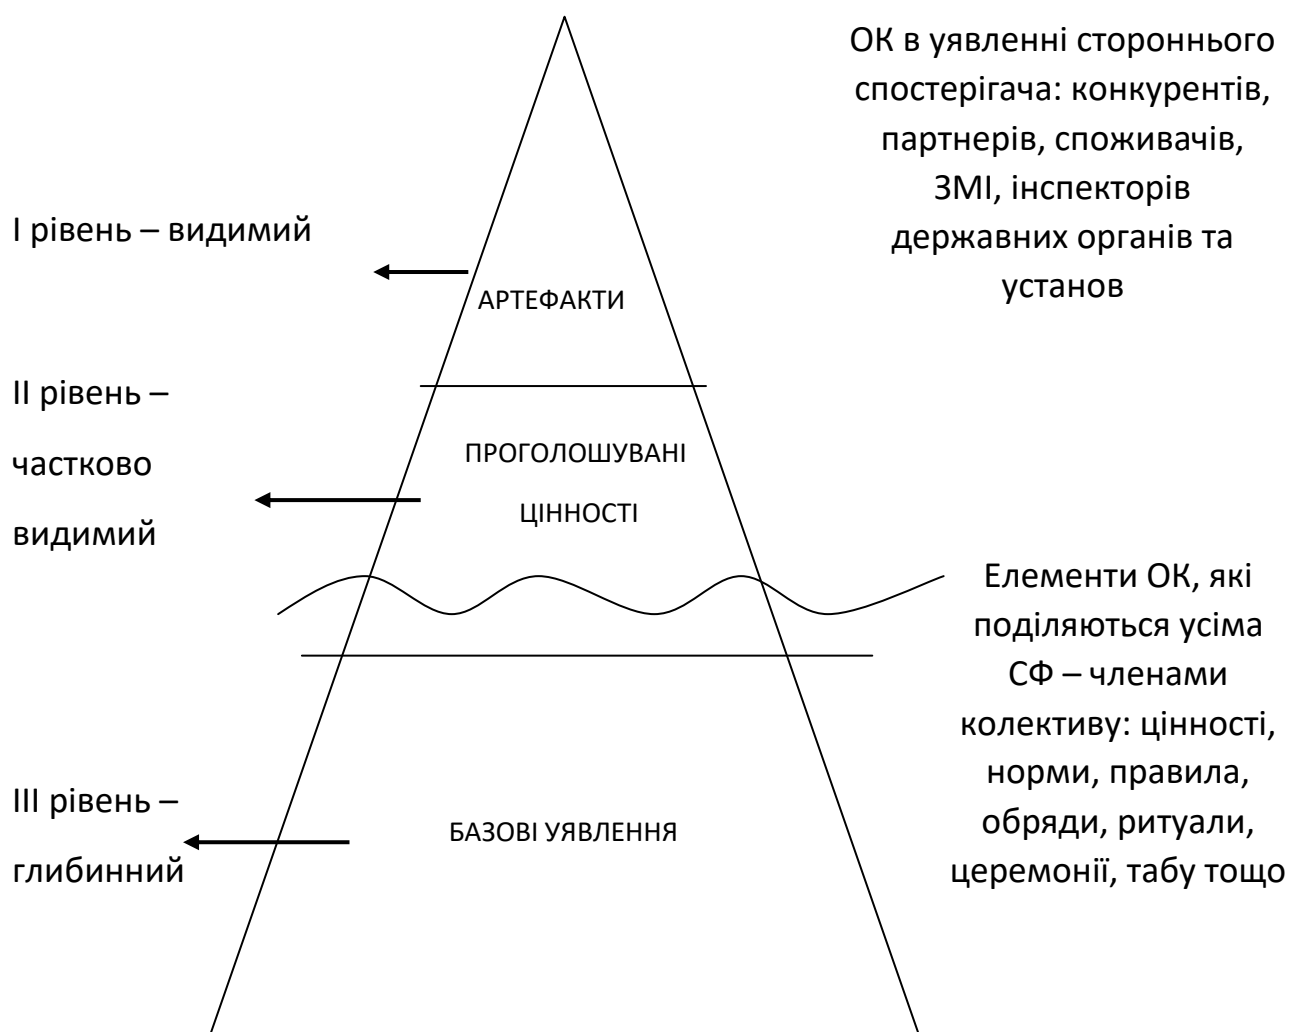 ОК в уявленні стороннього
спостерігача: конкурентів,
партнерів, споживачів,
ЗМІ, інспекторів
державних органів та
установ
І рівень – видимий
АРТЕФАКТИ
ІІ рівень –
частково
видимий
ПРОГОЛОШУВАНІ
ЦІННОСТІ
Елементи ОК, які
поділяються усіма
СФ – членами
колективу: цінності,
норми, правила,
обряди, ритуали,
церемонії, табу тощо
ІІІ рівень –
глибинний
БАЗОВІ УЯВЛЕННЯ